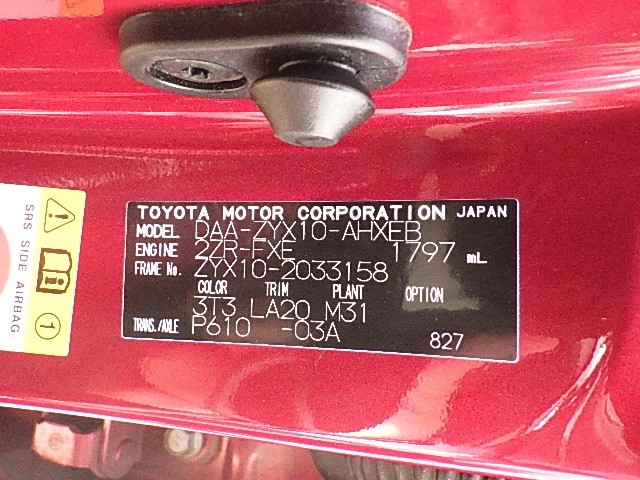 TOYOTA MOTOR CORPORATION JAPAN
MODEL DAA-ZYX10-AHXEB
ENGINE 2ZR-FXE 1797 mL
FRAME No. ZYX10-2033158
COLOR TRIM PLANT OPTION
3T3 LA20 M31
TRANS./AXLE P610 -03A
827
SRS SIDE AIRBAG
1